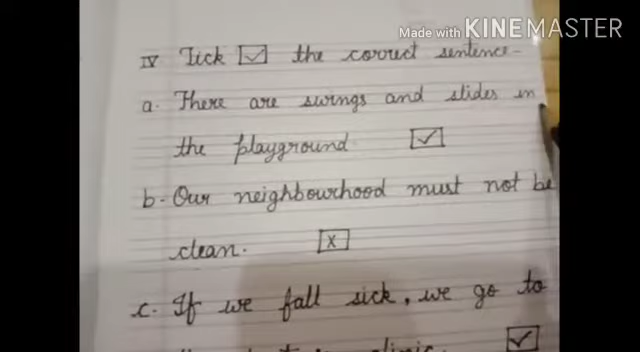 Made with KINEMASTER
IV Tick ☑ the correct sentence-
a. There are swings and slides in
the playground ☑
b. Our neighbourhood must not be
clean. ☒
c. If we fall sick, we go to
clinic. ☑